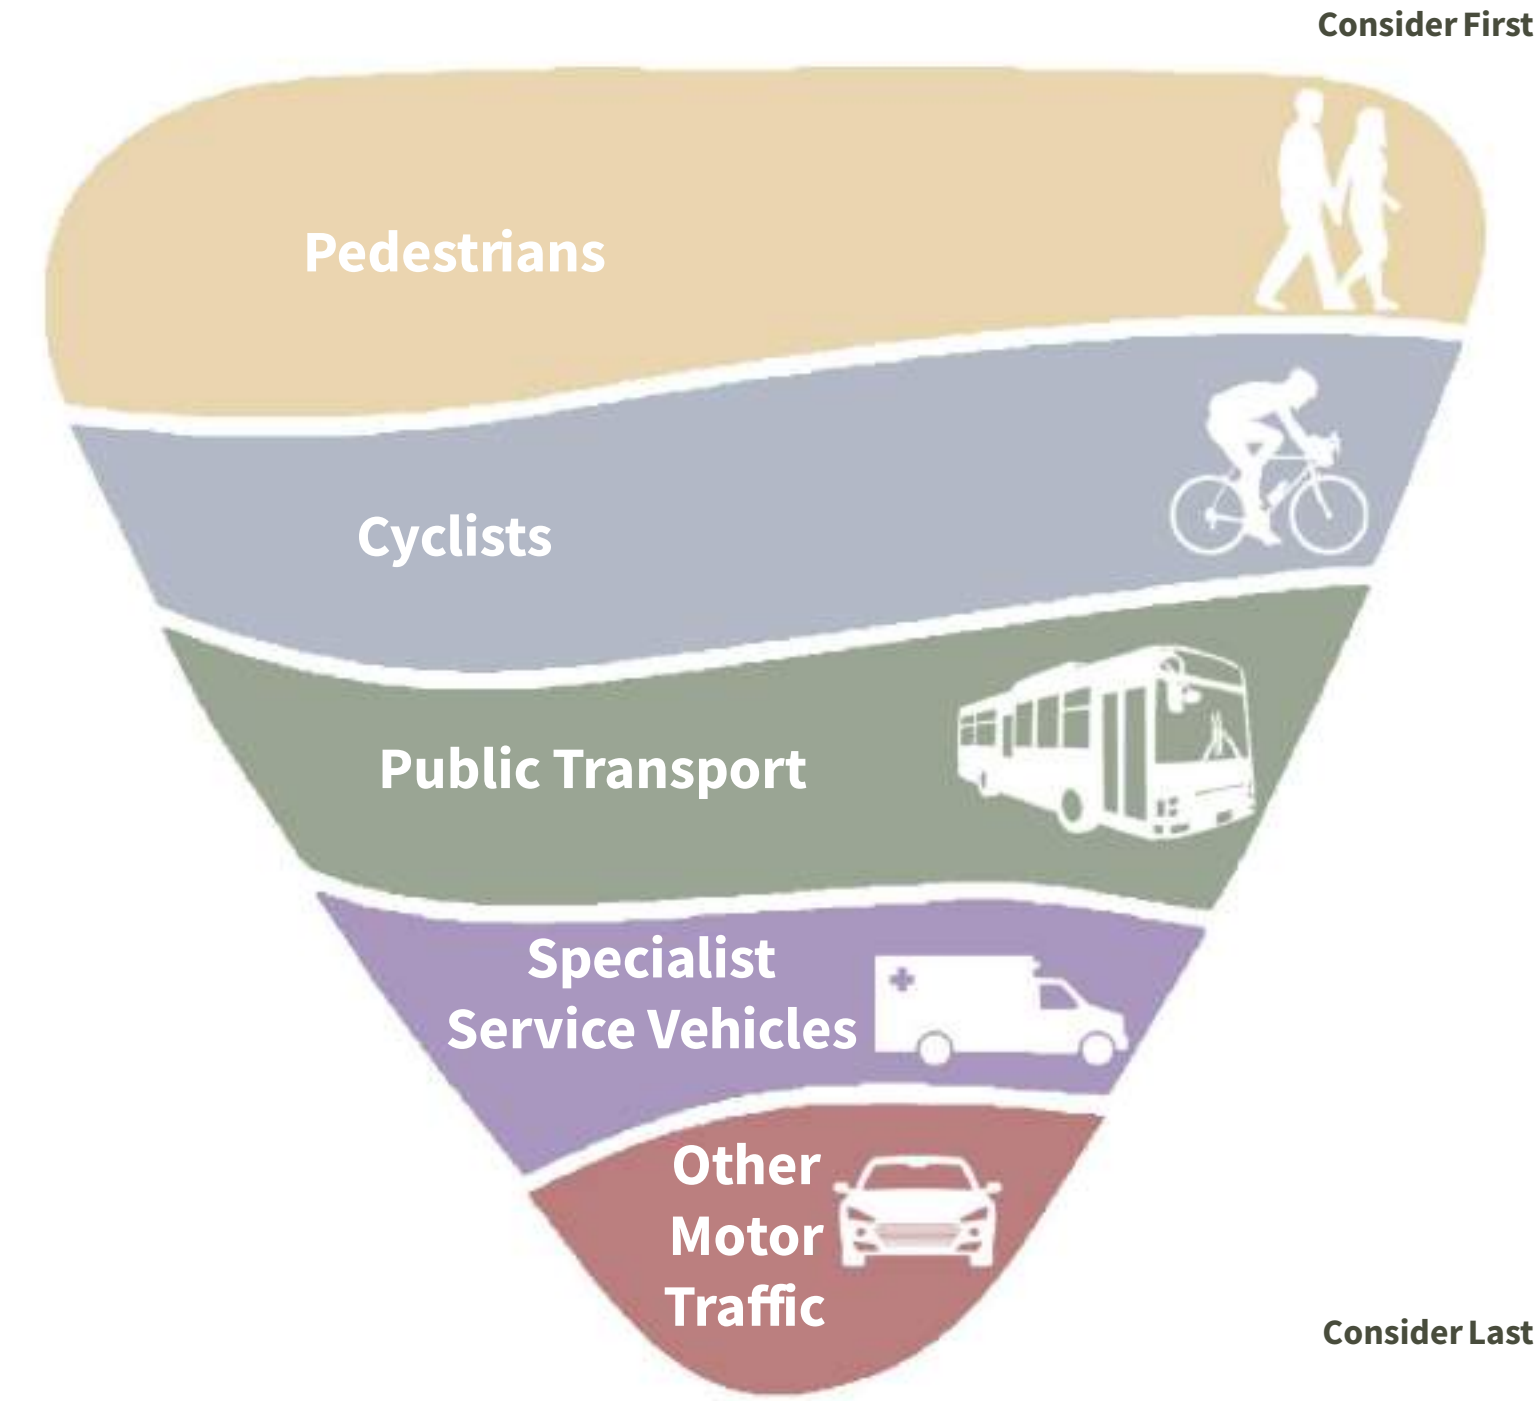 Consider First
Pedestrians
Cyclists
Public Transport
Specialist
Service Vehicles
Other
Motor
Traffic
Consider Last